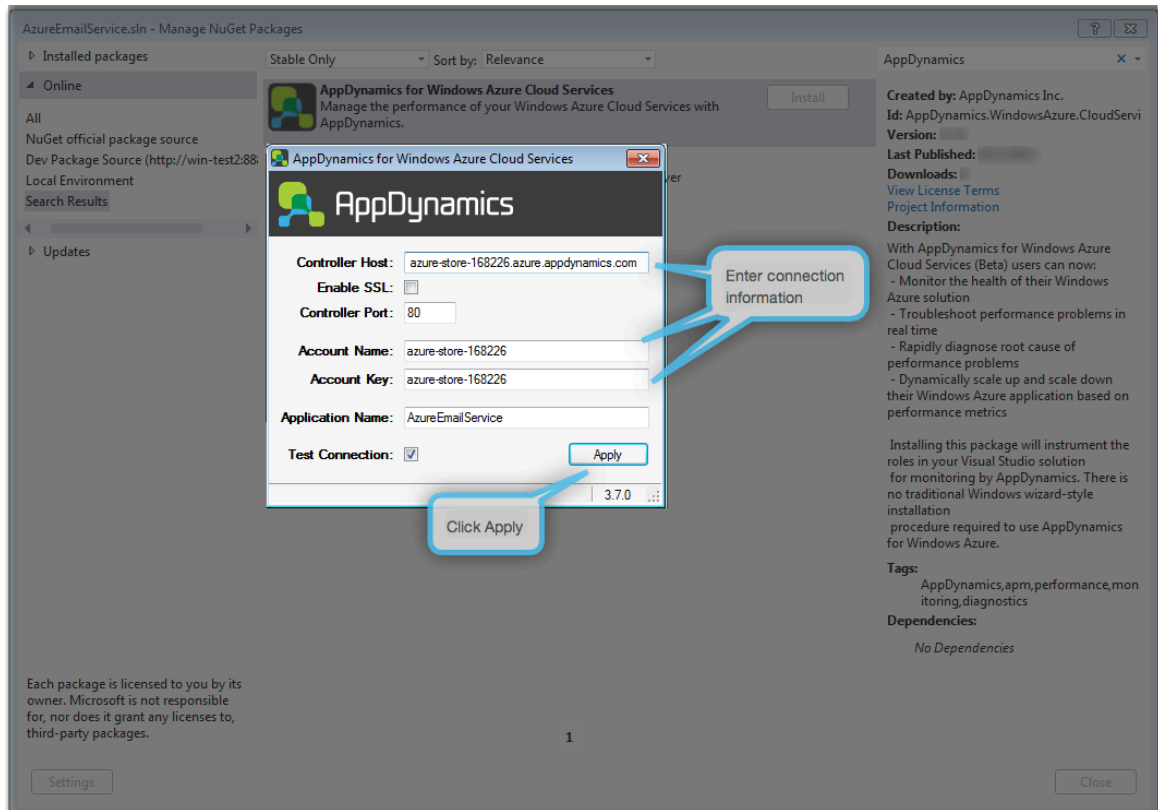 AzureEmailService.sln - Manage NuGet Packages
Installed packages
Online
All
NuGet official package source
Dev Package Source (http://win-test2:88
Local Environment
Search Results
Updates
Each package is licensed to you by its
owner. Microsoft is not responsible
for, nor does it grant any licenses to,
third-party packages.
Settings
Stable Only
Sort by: Relevance
AppDynamics for Windows Azure Cloud Services
Manage the performance of your Windows Azure Cloud Services with
AppDynamics.
Install
ver
AppDynamics for Windows Azure Cloud Services
AppDynamics
Controller Host: azure-store-168226.azure.appdynamics.com
Enable SSL:
Controller Port: 80
Account Name: azure-store-168226
Account Key: azure-store-168226
Application Name: AzureEmailService
Test Connection:
Apply
3.7.0
Enter connection
information
Click Apply
1
AppDynamics
Created by: AppDynamics Inc.
Id: AppDynamics.WindowsAzure.CloudServi
Version:
Last Published:
Downloads:
View License Terms
Project Information
Description:
With AppDynamics for Windows Azure
Cloud Services (Beta) users can now:
- Monitor the health of their Windows
Azure solution
- Troubleshoot performance problems in
real time
- Rapidly diagnose root cause of
performance problems
- Dynamically scale up and scale down
their Windows Azure application based on
performance metrics
Installing this package will instrument the
roles in your Visual Studio solution
for monitoring by AppDynamics. There is
no traditional Windows wizard-style
installation
procedure required to use AppDynamics
for Windows Azure.
Tags:
AppDynamics,apm,performance,mon
itoring,diagnostics
Dependencies:
No Dependencies
Close